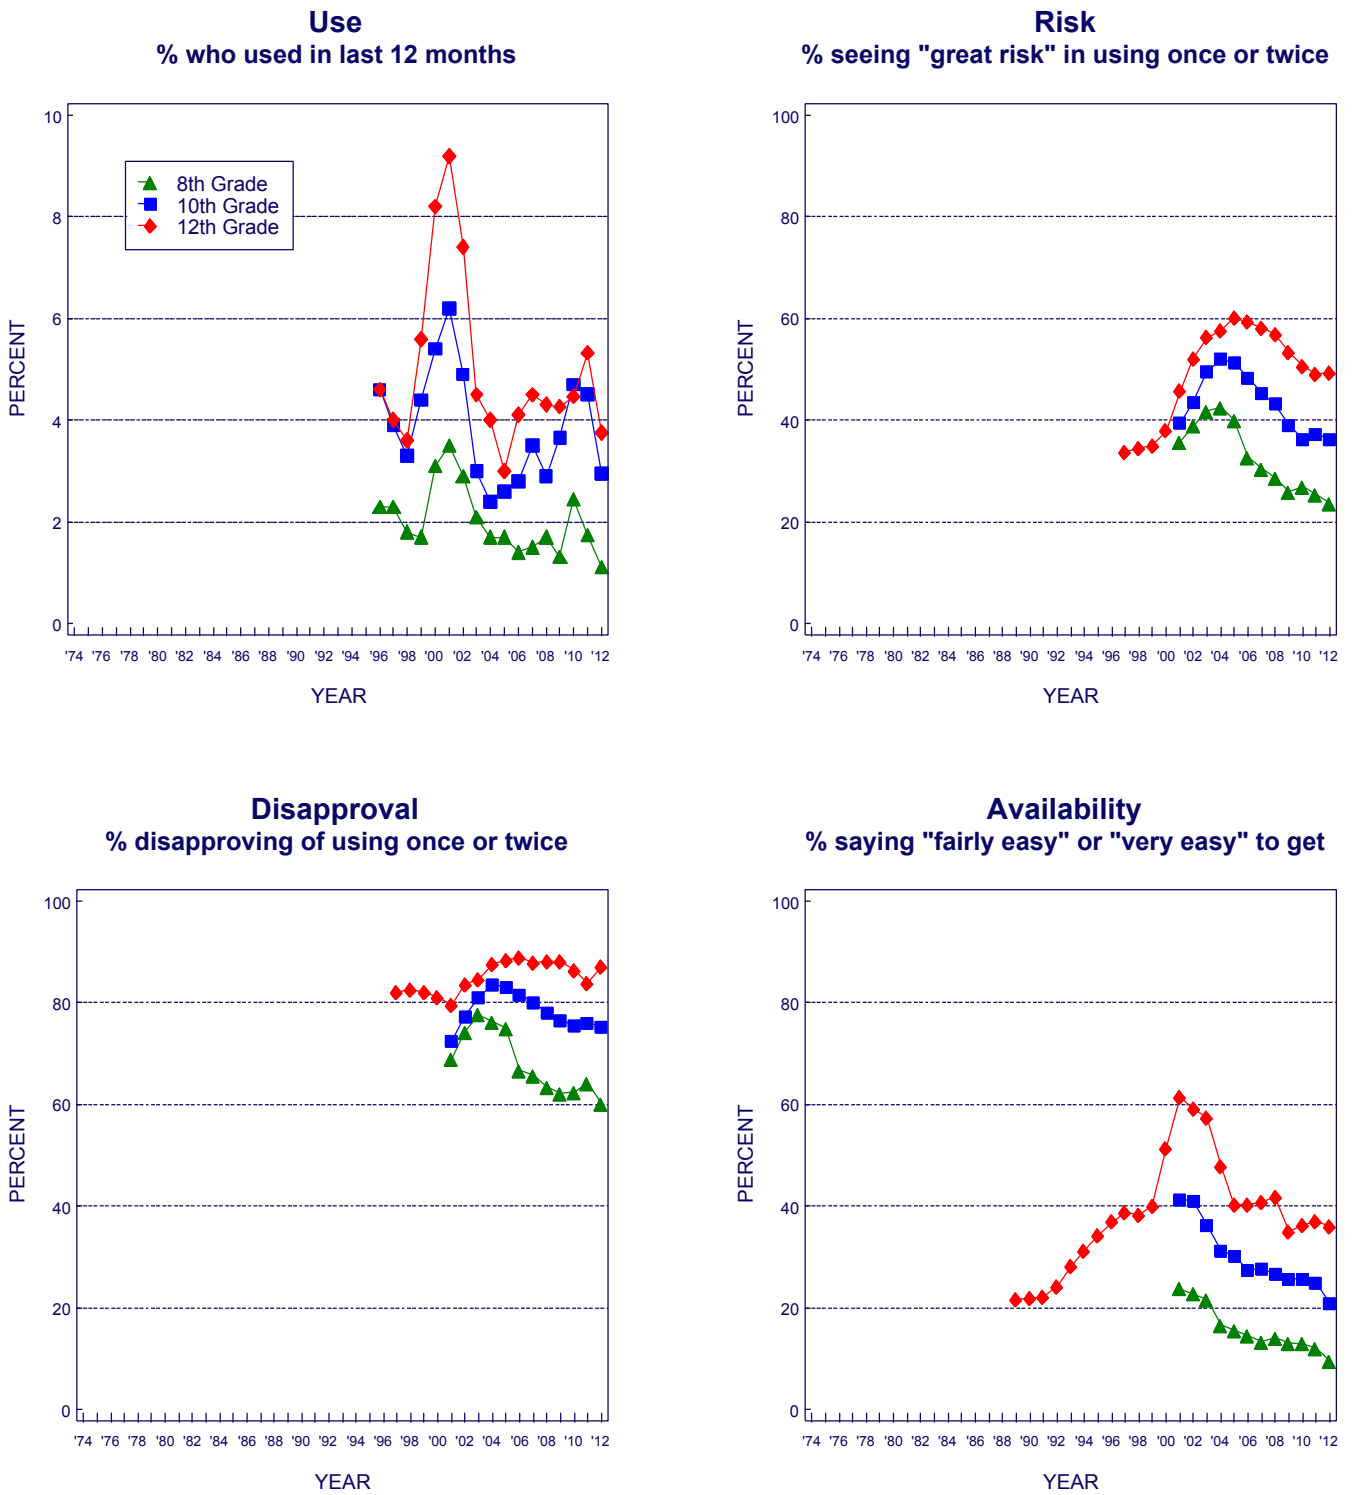 Use
% who used in last 12 months
10
8
6
4
2
0
PERCENT
8th Grade
10th Grade
12th Grade
'74 '76 '78 '80 '82 '84 '86 '88 '90 '92 '94 '96 '98 '00 '02 '04 '06 '08 '10 '12
YEAR
Risk
% seeing "great risk" in using once or twice
100
80
60
40
20
0
PERCENT
'74 '76 '78 '80 '82 '84 '86 '88 '90 '92 '94 '96 '98 '00 '02 '04 '06 '08 '10 '12
YEAR
Disapproval
% disapproving of using once or twice
100
80
60
40
20
0
PERCENT
'74 '76 '78 '80 '82 '84 '86 '88 '90 '92 '94 '96 '98 '00 '02 '04 '06 '08 '10 '12
YEAR
Availability
% saying "fairly easy" or "very easy" to get
100
80
60
40
20
0
PERCENT
'74 '76 '78 '80 '82 '84 '86 '88 '90 '92 '94 '96 '98 '00 '02 '04 '06 '08 '10 '12
YEAR